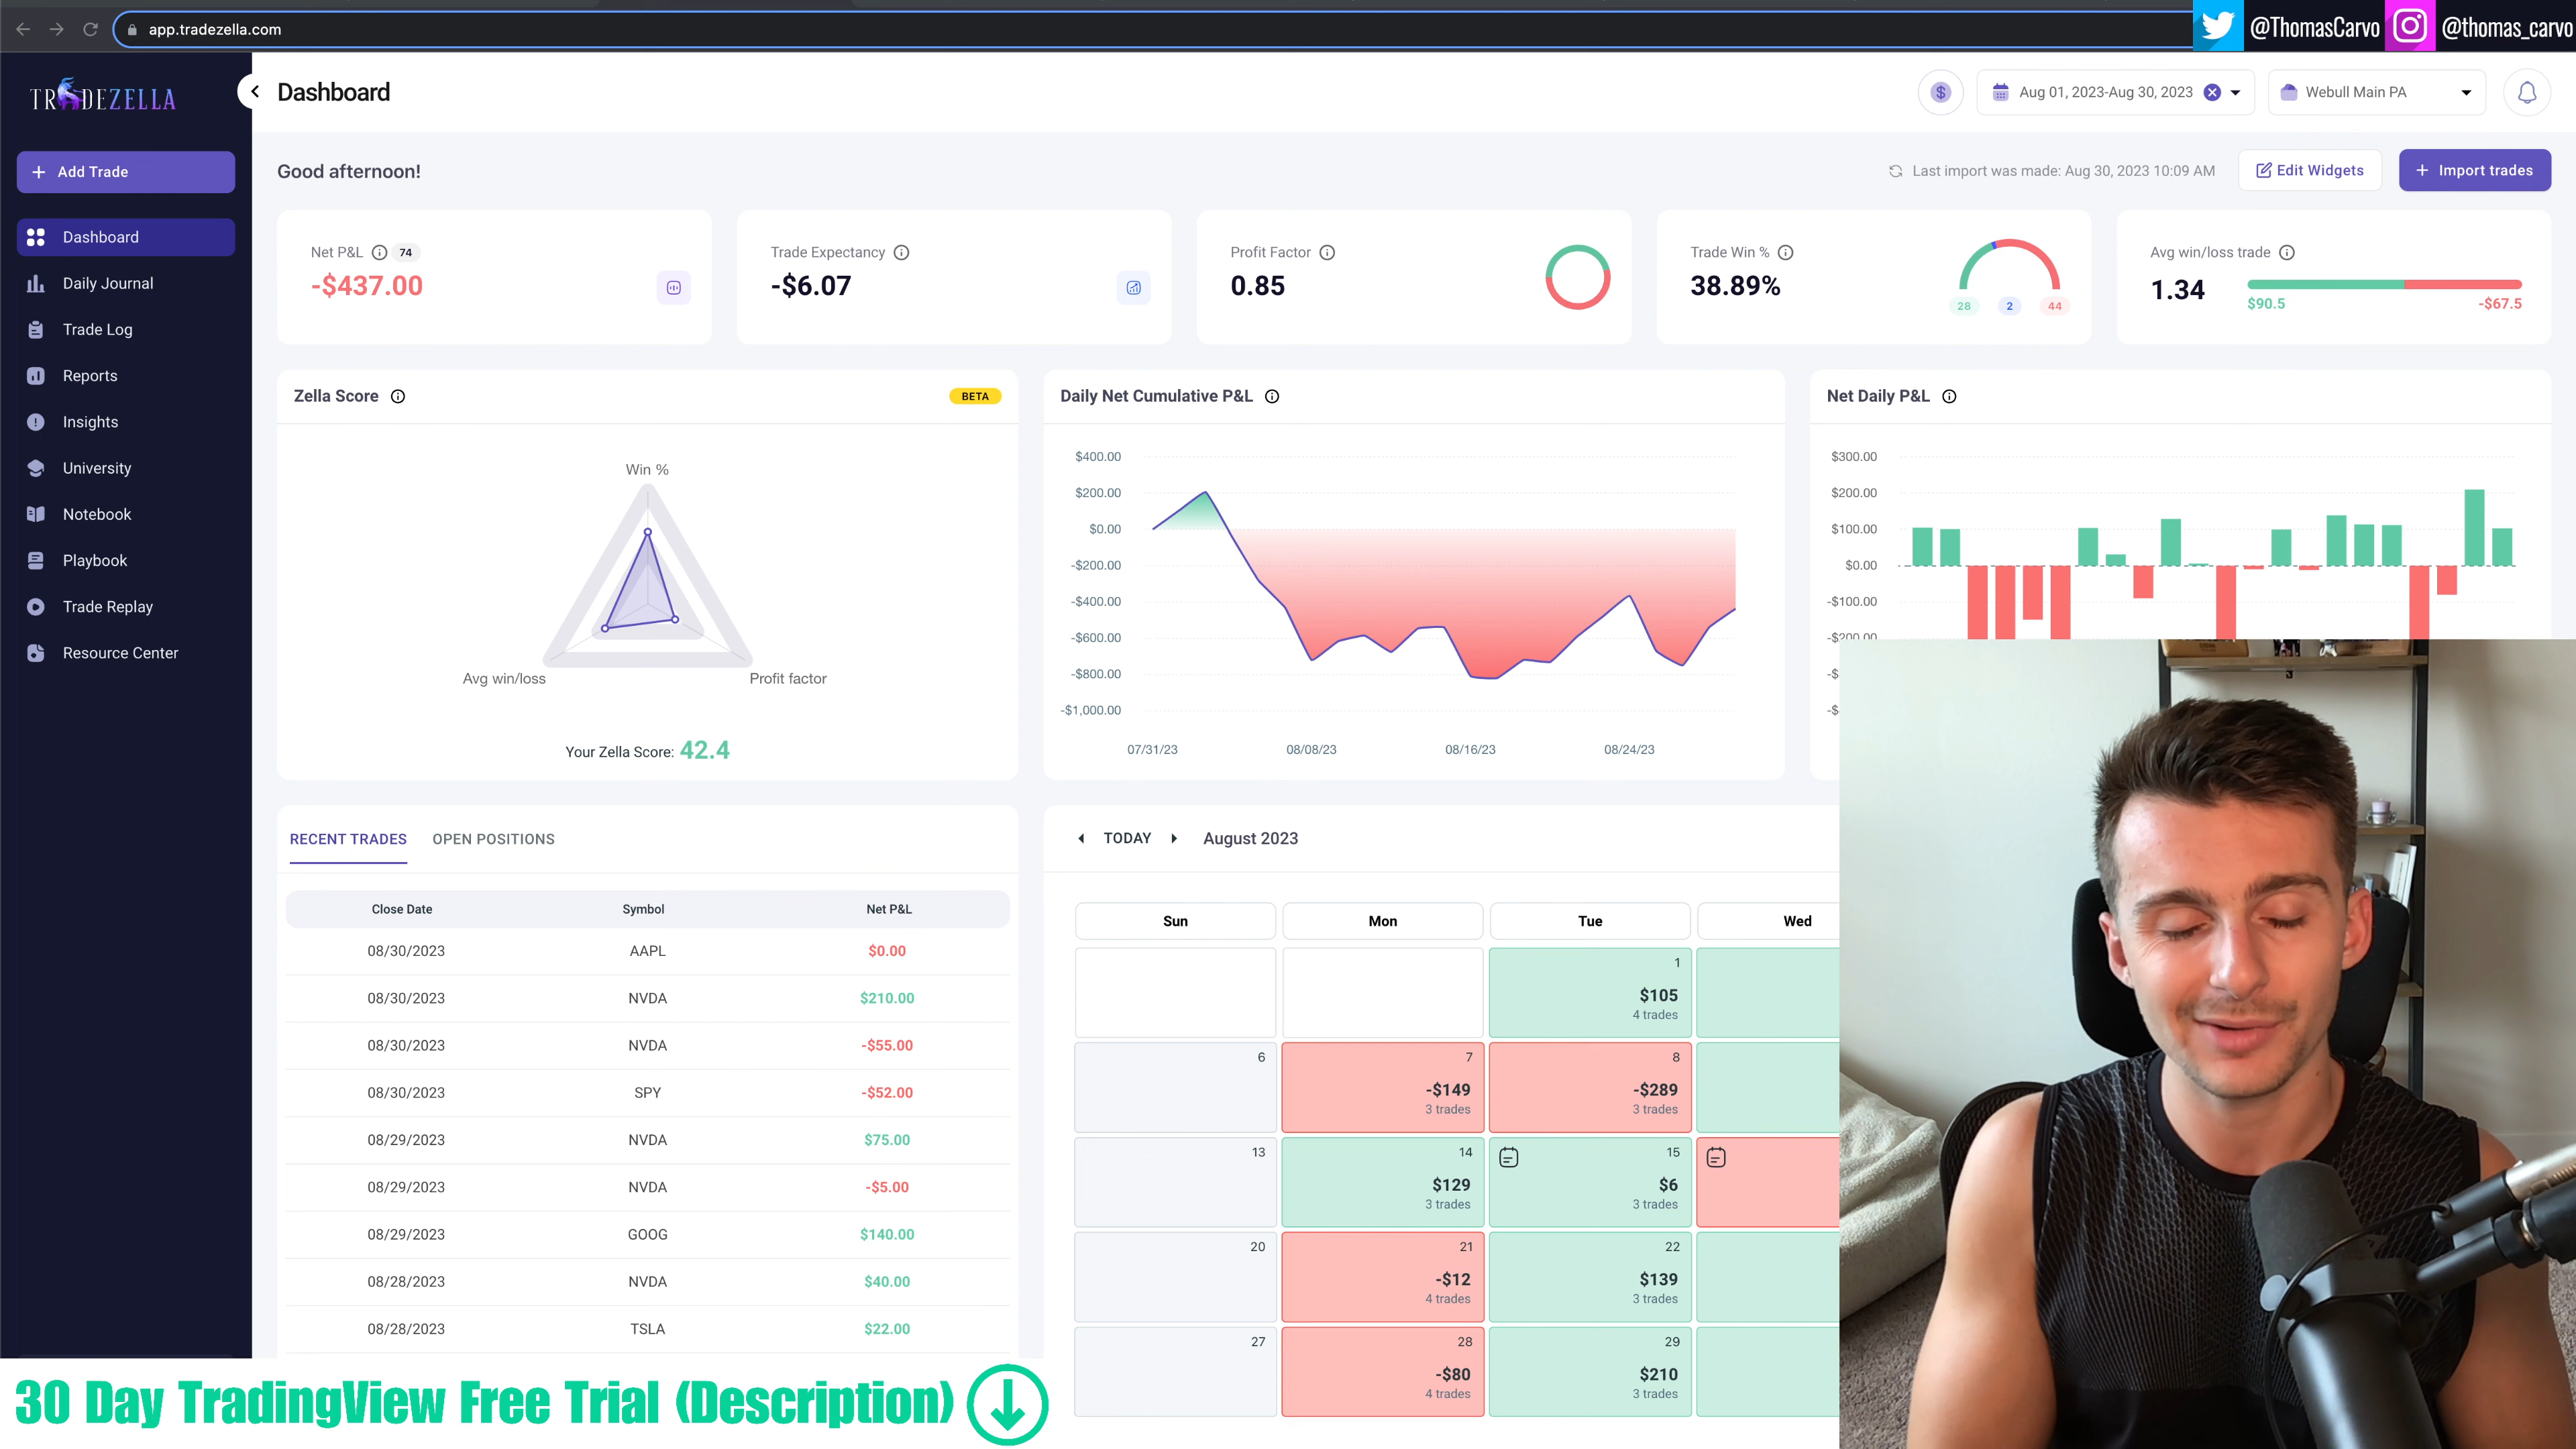 app.tradezella.com
@ThomasCarvo
@thomas_carvo
TRADEZELLA
Dashboard
Aug 01, 2023-Aug 30, 2023
Webull Main PA
+ Add Trade
Dashboard
Daily Journal
Trade Log
Reports
Insights
University
Notebook
Playbook
Trade Replay
Resource Center
Good afternoon!
Last import was made: Aug 30, 2023 10:09 AM
Edit Widgets
+ Import trades
Net P&L 74
-$437.00
Trade Expectancy
-$6.07
Profit Factor
0.85
Trade Win %
38.89%
28 2 44
Avg win/loss trade
1.34
$90.5 -$67.5
Zella Score
BETA
Win %
Avg win/loss
Profit factor
Your Zella Score: 42.4
Daily Net Cumulative P&L
$400.00
$200.00
$0.00
-$200.00
-$400.00
-$600.00
-$800.00
-$1,000.00
07/31/23 08/08/23 08/16/23 08/24/23
Net Daily P&L
$300.00
$200.00
$100.00
$0.00
-$100.00
-$200.00
-$
-$
RECENT TRADES OPEN POSITIONS
Close Date Symbol Net P&L
08/30/2023 AAPL $0.00
08/30/2023 NVDA $210.00
08/30/2023 NVDA -$55.00
08/30/2023 SPY -$52.00
08/29/2023 NVDA $75.00
08/29/2023 NVDA -$5.00
08/29/2023 GOOG $140.00
08/28/2023 NVDA $40.00
08/28/2023 TSLA $22.00
TODAY August 2023
Sun Mon Tue Wed
1
$105
4 trades
6 7 8
-$149 -$289
3 trades 3 trades
13 14 15
$129 $6
3 trades 3 trades
20 21 22
-$12 $139
4 trades 3 trades
27 28 29
-$80 $210
4 trades 3 trades
30 Day TradingView Free Trial (Description)